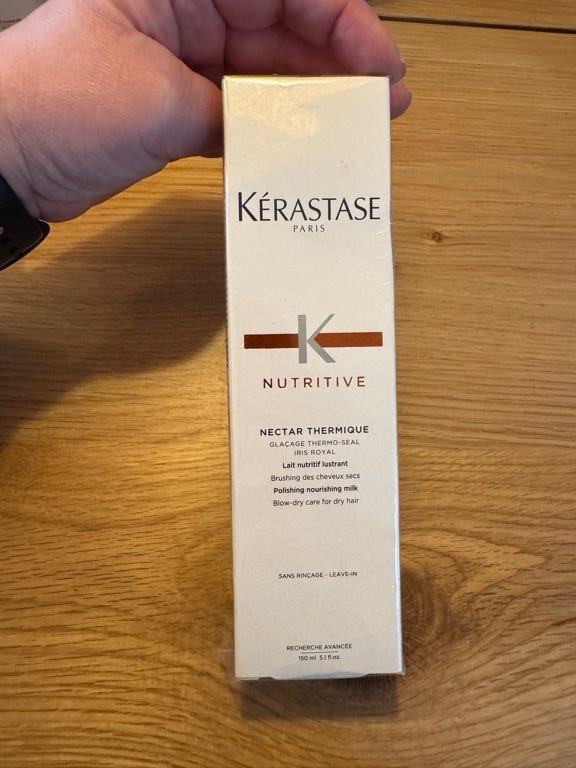 KÉRASTASE
PARIS
K
NUTRITIVE
NECTAR THERMIQUE
GLAÇAGE THERMO-SEAL
IRIS ROYAL
Lait nutritif lustrant
Brushing des cheveux secs
Polishing nourishing milk
Blow-dry care for dry hair
SANS RINÇAGE - LEAVE-IN
RECHERCHE AVANCÉE
150 ml 5.1 fl.oz.